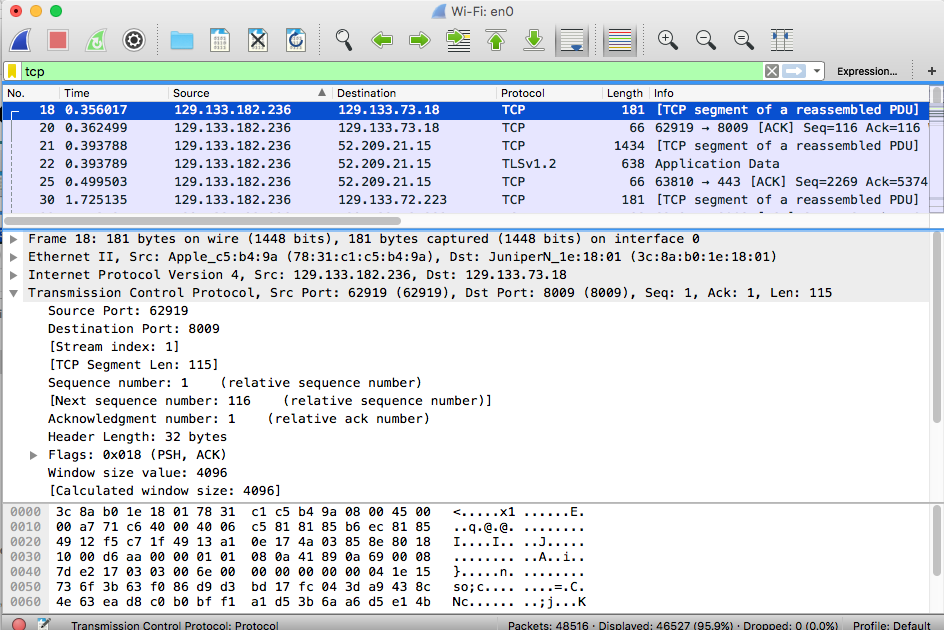 Wi-Fi: en0
tcp Expression... +
No. Time Source Destination Protocol Length Info
18 0.356017 129.133.182.236 129.133.73.18 TCP 181 [TCP segment of a reassembled PDU]
20 0.362499 129.133.182.236 129.133.73.18 TCP 66 62919 → 8009 [ACK] Seq=116 Ack=116
21 0.393788 129.133.182.236 52.209.21.15 TCP 1434 [TCP segment of a reassembled PDU]
22 0.393789 129.133.182.236 52.209.21.15 TLSv1.2 638 Application Data
25 0.499503 129.133.182.236 52.209.21.15 TCP 66 63810 → 443 [ACK] Seq=2269 Ack=5374
30 1.725135 129.133.182.236 129.133.72.223 TCP 181 [TCP segment of a reassembled PDU]
Frame 18: 181 bytes on wire (1448 bits), 181 bytes captured (1448 bits) on interface 0
Ethernet II, Src: Apple_c5:b4:9a (78:31:c1:c5:b4:9a), Dst: JuniperN_1e:18:01 (3c:8a:b0:1e:18:01)
Internet Protocol Version 4, Src: 129.133.182.236, Dst: 129.133.73.18
Transmission Control Protocol, Src Port: 62919 (62919), Dst Port: 8009 (8009), Seq: 1, Ack: 1, Len: 115
Source Port: 62919
Destination Port: 8009
[Stream index: 1]
[TCP Segment Len: 115]
Sequence number: 1 (relative sequence number)
[Next sequence number: 116 (relative sequence number)]
Acknowledgment number: 1 (relative ack number)
Header Length: 32 bytes
Flags: 0x018 (PSH, ACK)
Window size value: 4096
[Calculated window size: 4096]
0000 3c 8a b0 1e 18 01 78 31 c1 c5 b4 9a 08 00 45 00 <.....x1 ......E.
0010 00 a7 71 c6 40 00 40 06 c5 81 81 85 b6 ec 81 85 ..q.@.@. ........
0020 49 12 f5 c7 1f 49 13 a1 0e 17 4a 03 85 8e 80 18 I....I.. ..J.....
0030 10 00 d6 aa 00 00 01 01 08 0a 41 89 0a 69 00 08 ........ ..A..i..
0040 7d e2 17 03 03 00 6e 00 00 00 00 00 00 04 1e 15 }.....n. ........
0050 73 6f 3b 63 f0 86 d9 d3 bd 17 fc 04 3d a9 43 8c so;c.... ....=.C.
0060 4e 63 ea d8 c0 b0 bf f1 a1 d5 3b 6a a6 d5 e1 4b Nc...... ..;j...K
Transmission Control Protocol: Protocol Packets: 48516 · Displayed: 46527 (95.9%) · Dropped: 0 (0.0%) Profile: Default